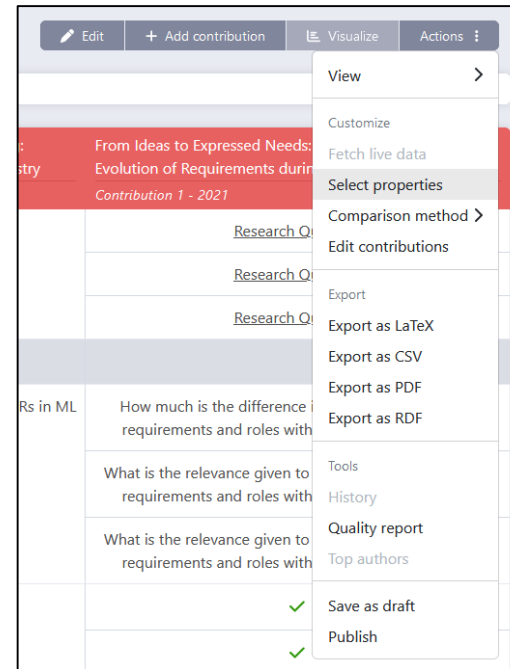 Edit
+ Add contribution
Visualize
Actions
View
Customize
Fetch live data
Select properties
Comparison method
Edit contributions
Export
Export as LaTeX
Export as CSV
Export as PDF
Export as RDF
Tools
History
Quality report
Top authors
Save as draft
Publish
:
stry
From Ideas to Expressed Needs:
Evolution of Requirements durin
Contribution 1 - 2021
Research Qu
Research Qu
Research Qu
Rs in ML
How much is the difference i
requirements and roles with
What is the relevance given to
requirements and roles with
What is the relevance given to
requirements and roles with